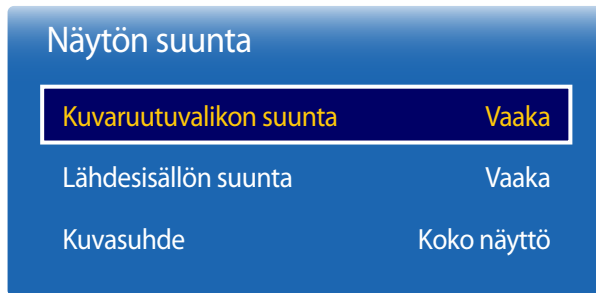 Näytön suunta
Kuvaruutuvalikon suunta Vaaka
Lähdesisällön suunta Vaaka
Kuvasuhde Koko näyttö